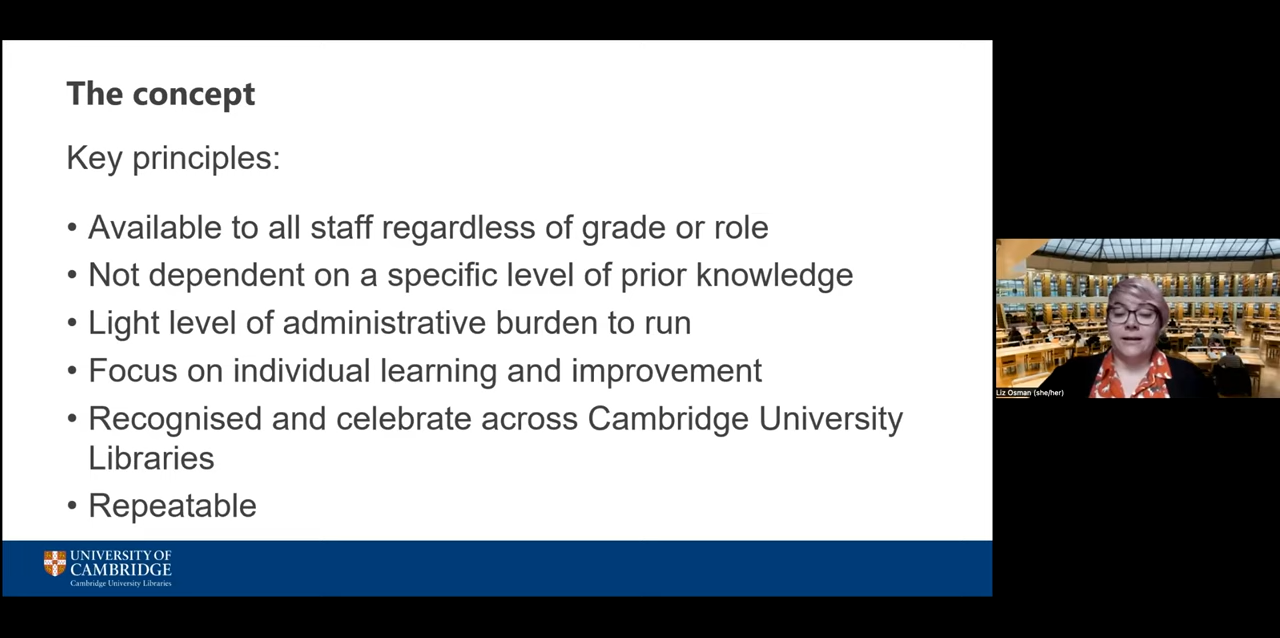 The concept
Key principles:
• Available to all staff regardless of grade or role
• Not dependent on a specific level of prior knowledge
• Light level of administrative burden to run
• Focus on individual learning and improvement
• Recognised and celebrate across Cambridge University
Libraries
• Repeatable
UNIVERSITY OF
CAMBRIDGE
Cambridge University Libraries
Liz Osman (she/her)